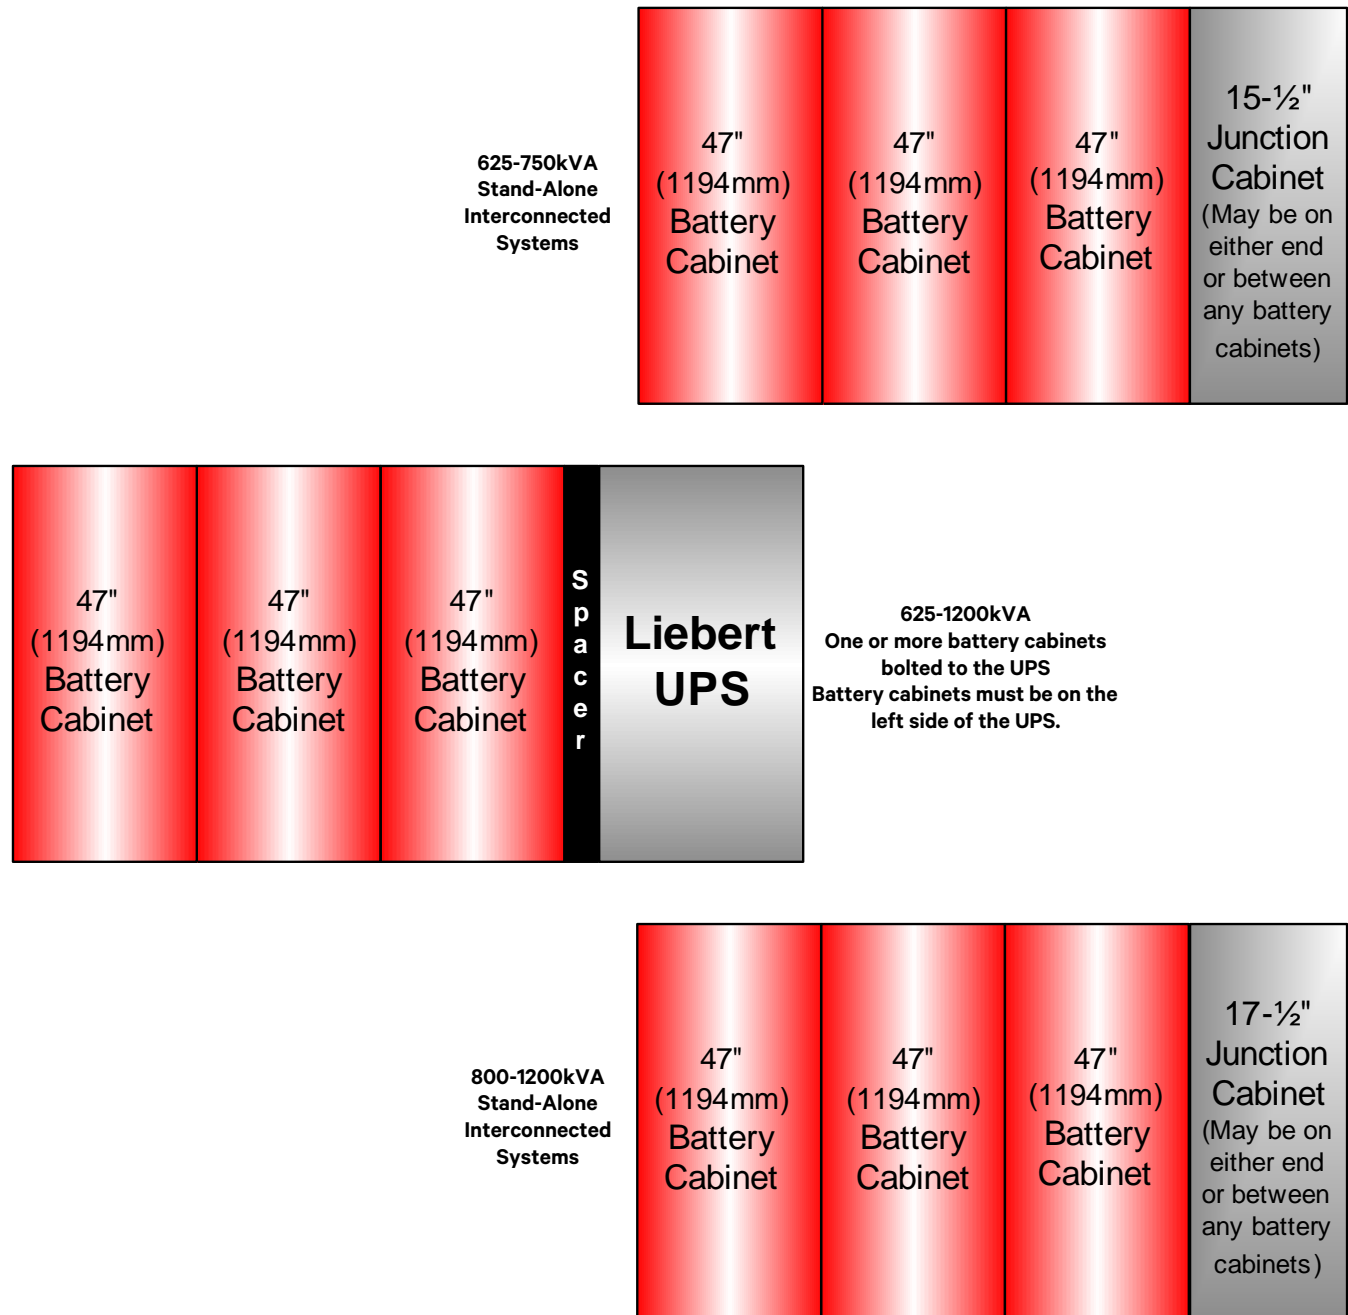 625-750kVA
Stand-Alone
Interconnected
Systems
47"
(1194mm)
Battery
Cabinet
47"
(1194mm)
Battery
Cabinet
47"
(1194mm)
Battery
Cabinet
15-½"
Junction
Cabinet
(May be on
either end
or between
any battery
cabinets)
47"
(1194mm)
Battery
Cabinet
47"
(1194mm)
Battery
Cabinet
47"
(1194mm)
Battery
Cabinet
Spacer
Liebert
UPS
625-1200kVA
One or more battery cabinets
bolted to the UPS
Battery cabinets must be on the
left side of the UPS.
800-1200kVA
Stand-Alone
Interconnected
Systems
47"
(1194mm)
Battery
Cabinet
47"
(1194mm)
Battery
Cabinet
47"
(1194mm)
Battery
Cabinet
17-½"
Junction
Cabinet
(May be on
either end
or between
any battery
cabinets)